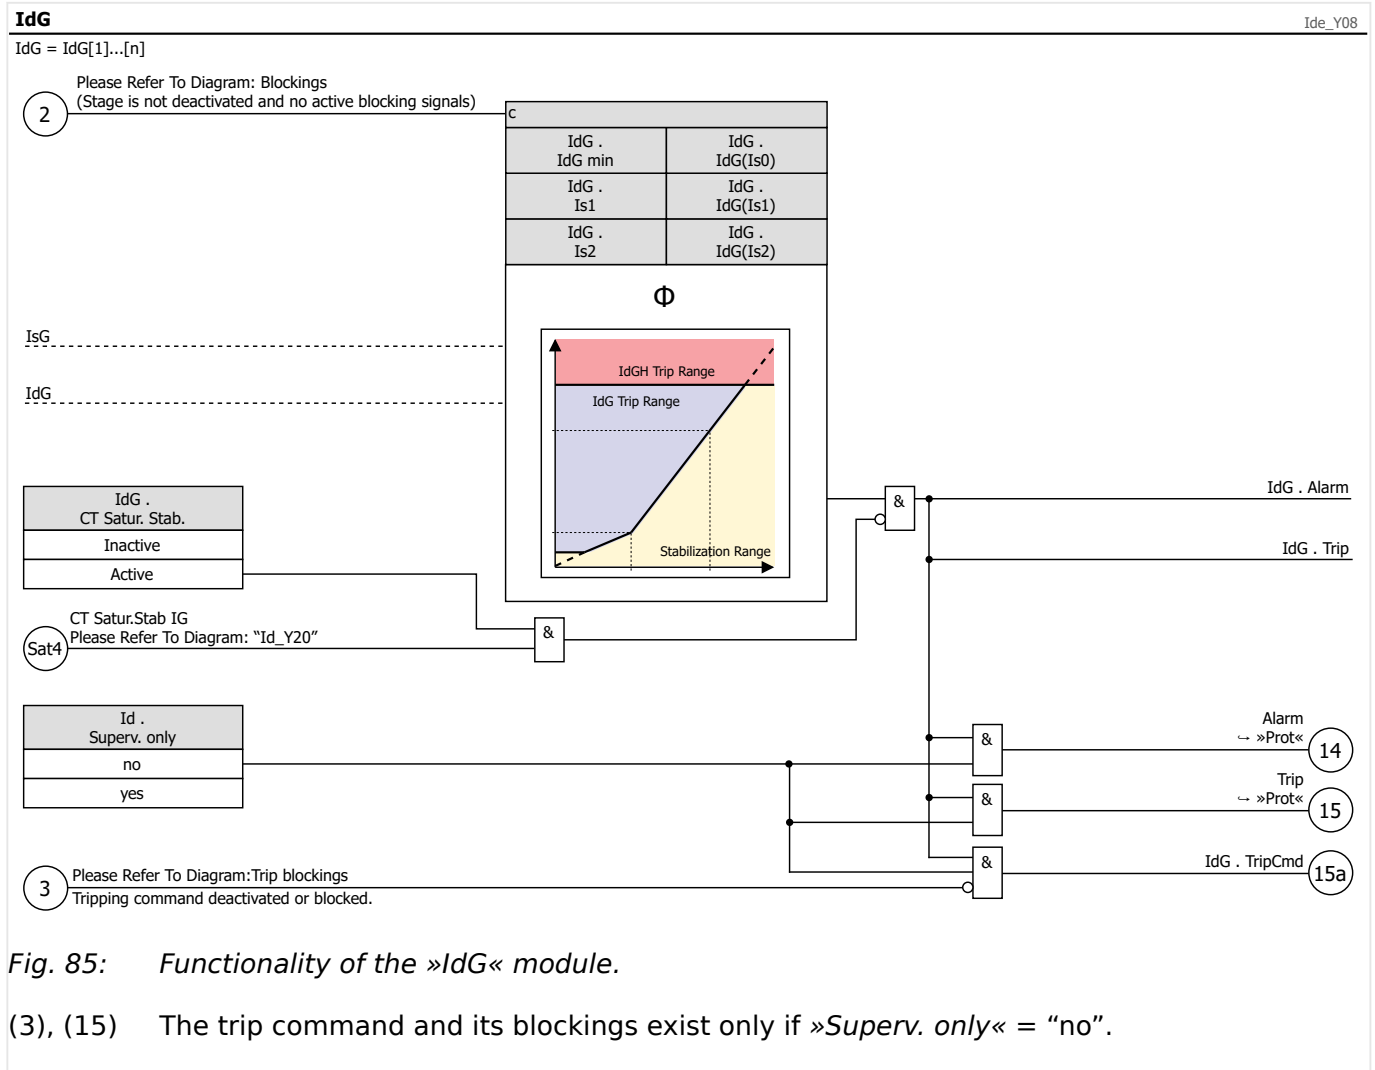 IdG
Ide_Y08
IdG = IdG[1]...[n]
Please Refer To Diagram: Blockings
(Stage is not deactivated and no active blocking signals)
2
c
IdG .
IdG min
IdG .
IdG(Is0)
IdG .
Is1
IdG .
IdG(Is1)
IdG .
Is2
IdG .
IdG(Is2)
Φ
IsG
IdG
IdGH Trip Range
IdG Trip Range
Stabilization Range
IdG .
CT Satur. Stab.
Inactive
Active
&
IdG . Alarm
IdG . Trip
CT Satur.Stab IG
Please Refer To Diagram: “Id_Y20”
Sat4
&
Id .
Superv. only
no
yes
&
Alarm
↪ »Prot«
14
&
Trip
↪ »Prot«
15
&
IdG . TripCmd
15a
3
Please Refer To Diagram:Trip blockings
Tripping command deactivated or blocked.
Fig. 85: Functionality of the »IdG« module.
(3), (15) The trip command and its blockings exist only if »Superv. only« = “no”.